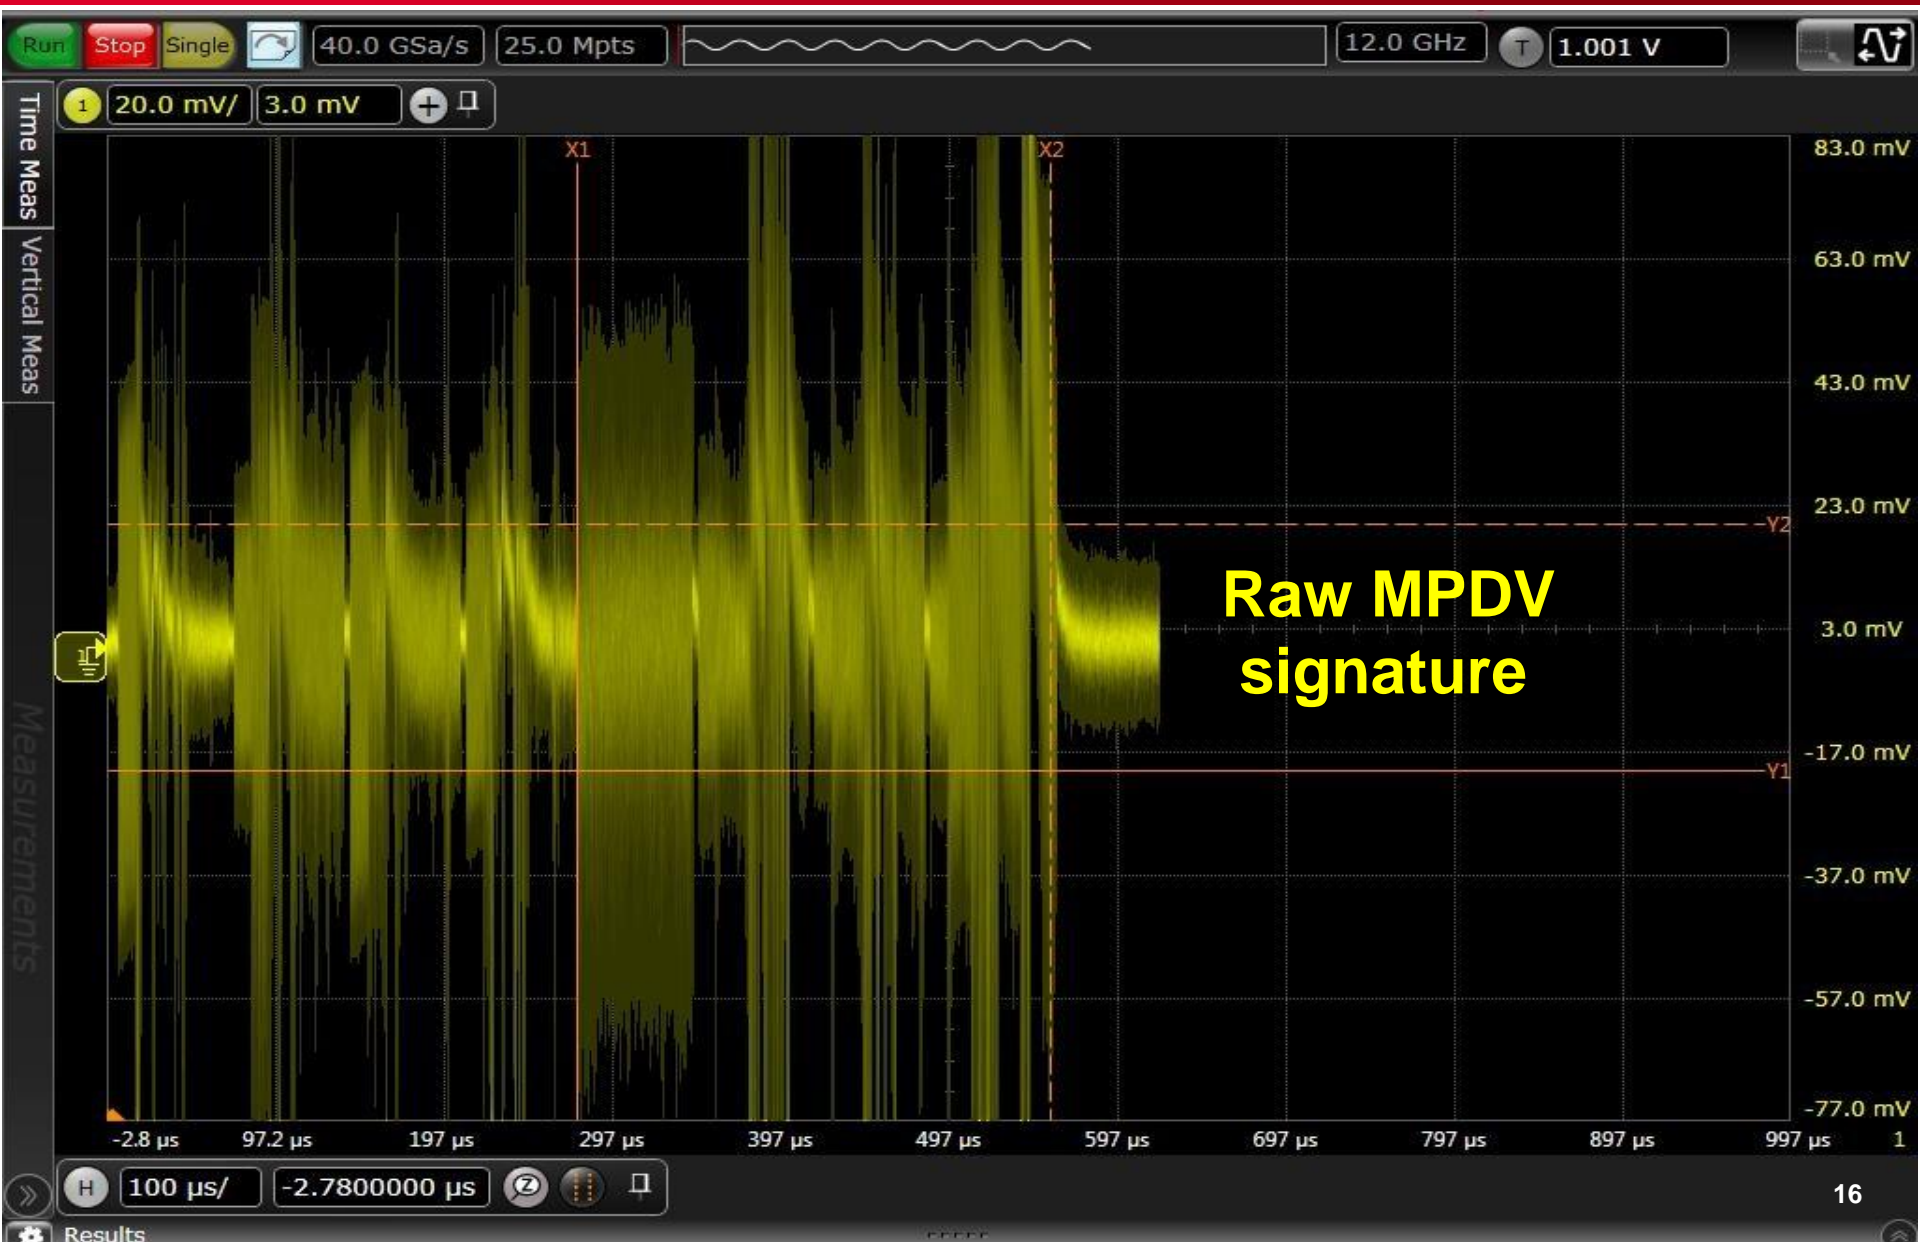 Run Stop Single 40.0 GSa/s 25.0 Mpts 12.0 GHz T 1.001 V
1 20.0 mV/ 3.0 mV +
Time Meas
Vertical Meas
Measurements
X1 X2
83.0 mV
63.0 mV
43.0 mV
23.0 mV
Y2
Raw MPDV
signature
3.0 mV
-17.0 mV
Y1
-37.0 mV
-57.0 mV
-77.0 mV
-2.8 µs 97.2 µs 197 µs 297 µs 397 µs 497 µs 597 µs 697 µs 797 µs 897 µs 997 µs 1
H 100 µs/ -2.7800000 µs Z
16
Results